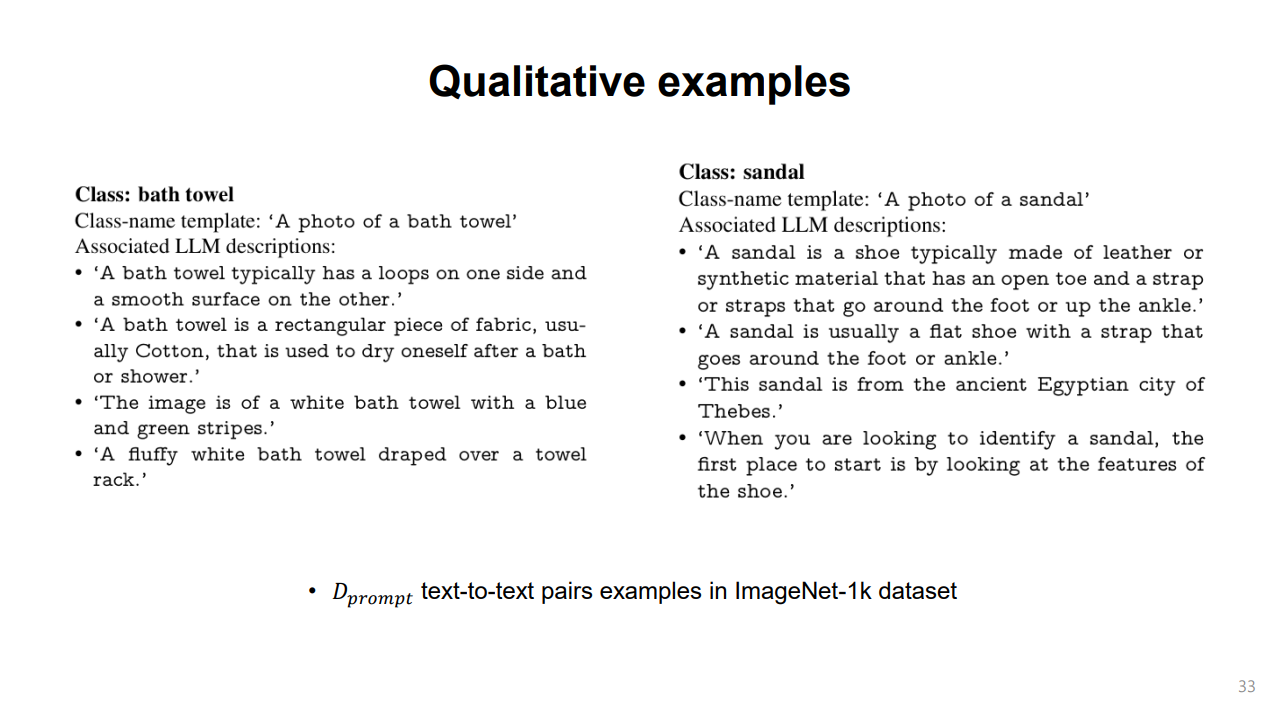 Qualitative examples
Class: bath towel
Class-name template: ‘A photo of a bath towel’
Associated LLM descriptions:
• ‘A bath towel typically has a loops on one side and
a smooth surface on the other.’
• ‘A bath towel is a rectangular piece of fabric, usu-
ally Cotton, that is used to dry oneself after a bath
or shower.’
• ‘The image is of a white bath towel with a blue
and green stripes.’
• ‘A fluffy white bath towel draped over a towel
rack.’
Class: sandal
Class-name template: ‘A photo of a sandal’
Associated LLM descriptions:
• ‘A sandal is a shoe typically made of leather or
synthetic material that has an open toe and a strap
or straps that go around the foot or up the ankle.’
• ‘A sandal is usually a flat shoe with a strap that
goes around the foot or ankle.’
• ‘This sandal is from the ancient Egyptian city of
Thebes.’
• ‘When you are looking to identify a sandal, the
first place to start is by looking at the features of
the shoe.’
• D_prompt text-to-text pairs examples in ImageNet-1k dataset
33